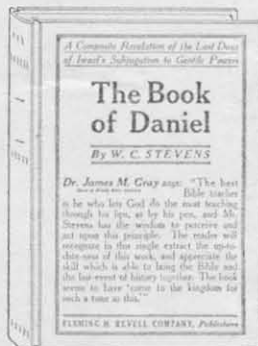 A Composite Revelation of the Last Days
of Israel's Subjugation to Gentile Powers
The Book
of Daniel
By W. C. STEVENS
Dr. James M. Gray says: "The best
Bible teacher
is he who lets God do the most teaching
through his lips, or by his pen, and Mr.
Stevens has the wisdom to perceive and
act upon this principle. The reader will
recognize in this single extract the up-to-
date-ness of this work, and appreciate the
skill which is able to bring the Bible and
the last event of history together. The book
seems to have 'come to the kingdom for
such a time as this.'"
FLEMING H. REVELL COMPANY, Publishers